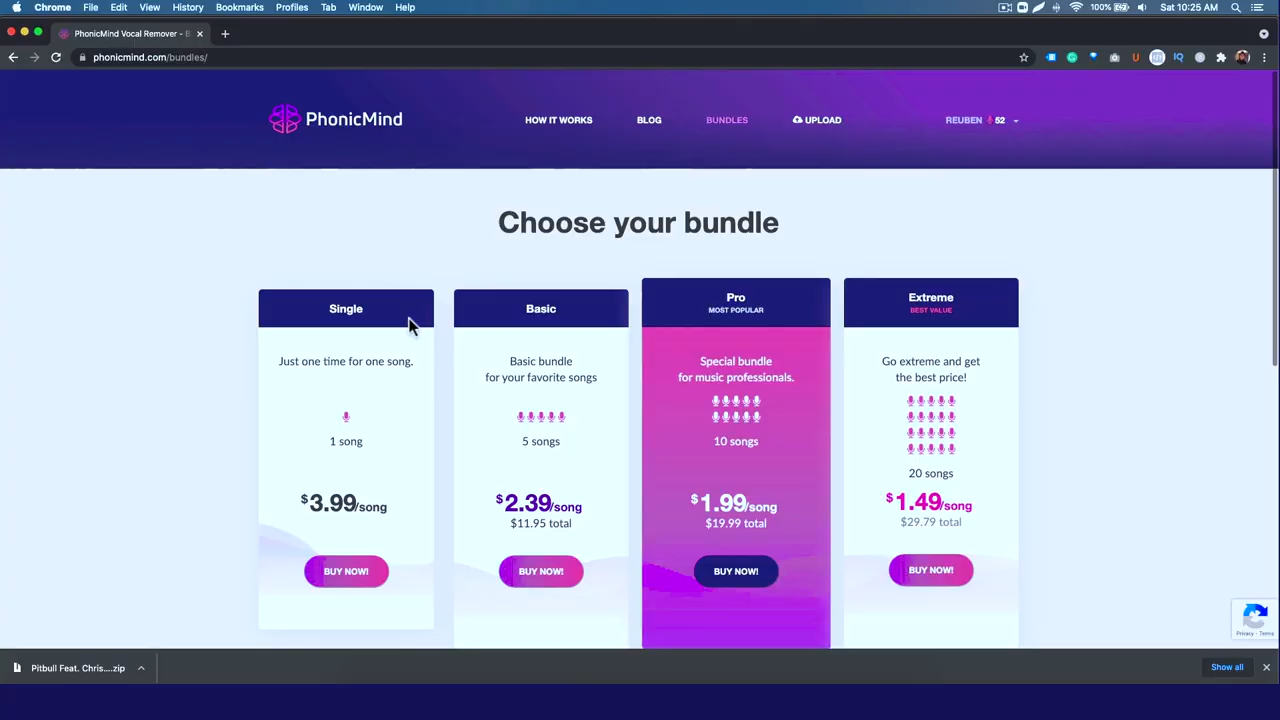 Chrome File Edit View History Bookmarks Profiles Tab Window Help 100% Sat 10:25 AM
PhonicMind Vocal Remover - B
phonicmind.com/bundles/
PhonicMind HOW IT WORKS BLOG BUNDLES UPLOAD REUBEN 52
Choose your bundle
Single
Just one time for one song.
1 song
$3.99/song
BUY NOW!
Basic
Basic bundle
for your favorite songs
5 songs
$2.39/song
$11.95 total
BUY NOW!
Pro
MOST POPULAR
Special bundle
for music professionals.
10 songs
$1.99/song
$19.99 total
BUY NOW!
Extreme
BEST VALUE
Go extreme and get
the best price!
20 songs
$1.49/song
$29.79 total
BUY NOW!
Privacy - Terms
Pitbull Feat. Chris....zip Show all